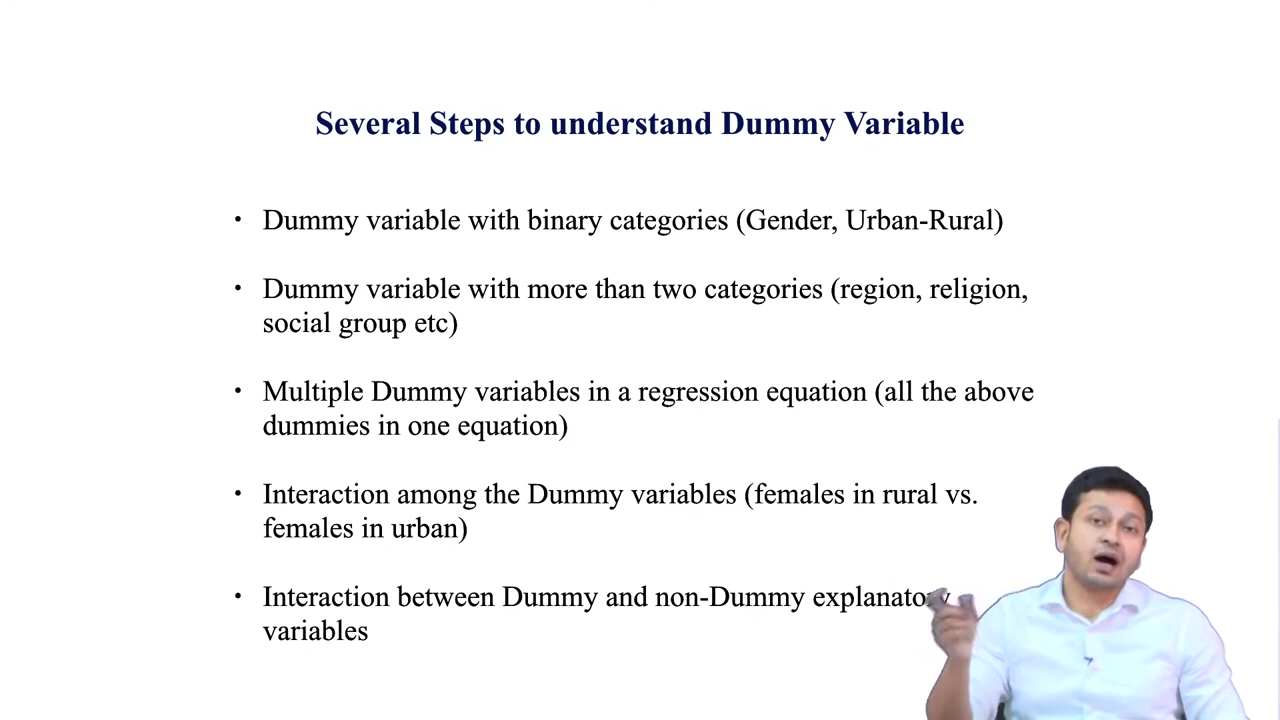 Several Steps to understand Dummy Variable
• Dummy variable with binary categories (Gender, Urban-Rural)
• Dummy variable with more than two categories (region, religion,
social group etc)
• Multiple Dummy variables in a regression equation (all the above
dummies in one equation)
• Interaction among the Dummy variables (females in rural vs.
females in urban)
• Interaction between Dummy and non-Dummy explanatory
variables